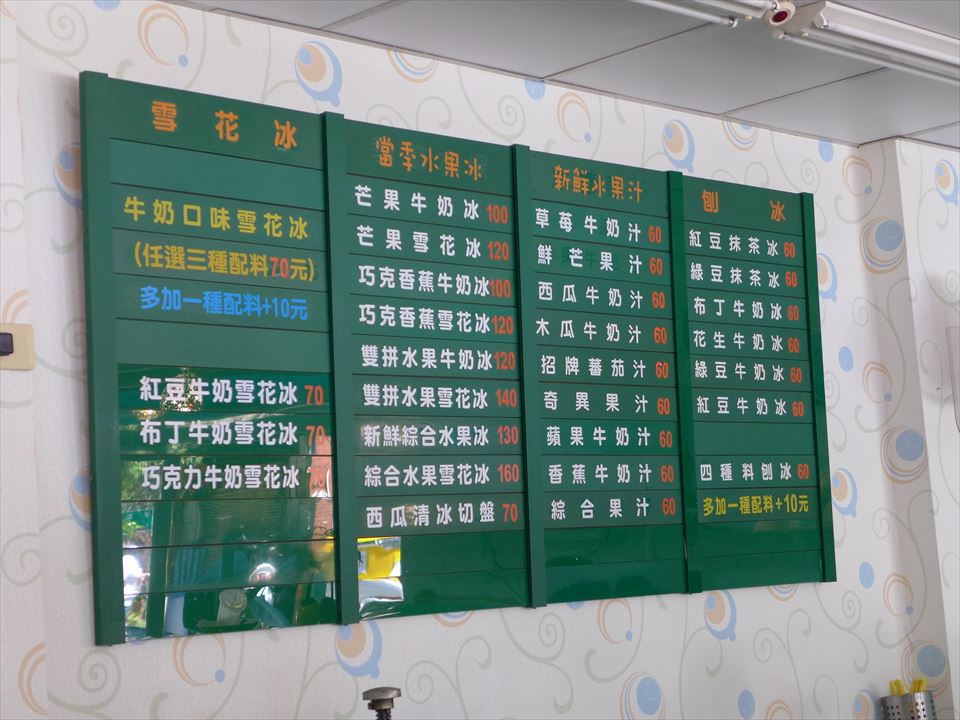 雪花冰
牛奶口味雪花冰
(任選三種配料70元)
多加一種配料+10元
紅豆牛奶雪花冰 70
布丁牛奶雪花冰 70
巧克力牛奶雪花冰
當季水果冰
芒果牛奶冰 100
芒果雪花冰 120
巧克香蕉牛奶冰 100
巧克香蕉雪花冰 120
雙拼水果牛奶冰 120
雙拼水果雪花冰 140
新鮮綜合水果冰 130
綜合水果雪花冰 160
西瓜清冰切盤 70
新鮮水果汁
草莓牛奶汁 60
鮮芒果汁 60
西瓜牛奶汁 60
木瓜牛奶汁 60
招牌蕃茄汁 60
奇異果汁 60
蘋果牛奶汁 60
香蕉牛奶汁 60
綜合果汁 60
刨冰
紅豆抹茶冰 60
綠豆抹茶冰 60
布丁牛奶冰 60
花生牛奶冰 60
綠豆牛奶冰 60
紅豆牛奶冰 60
四種料刨冰 60
多加一種配料+10元